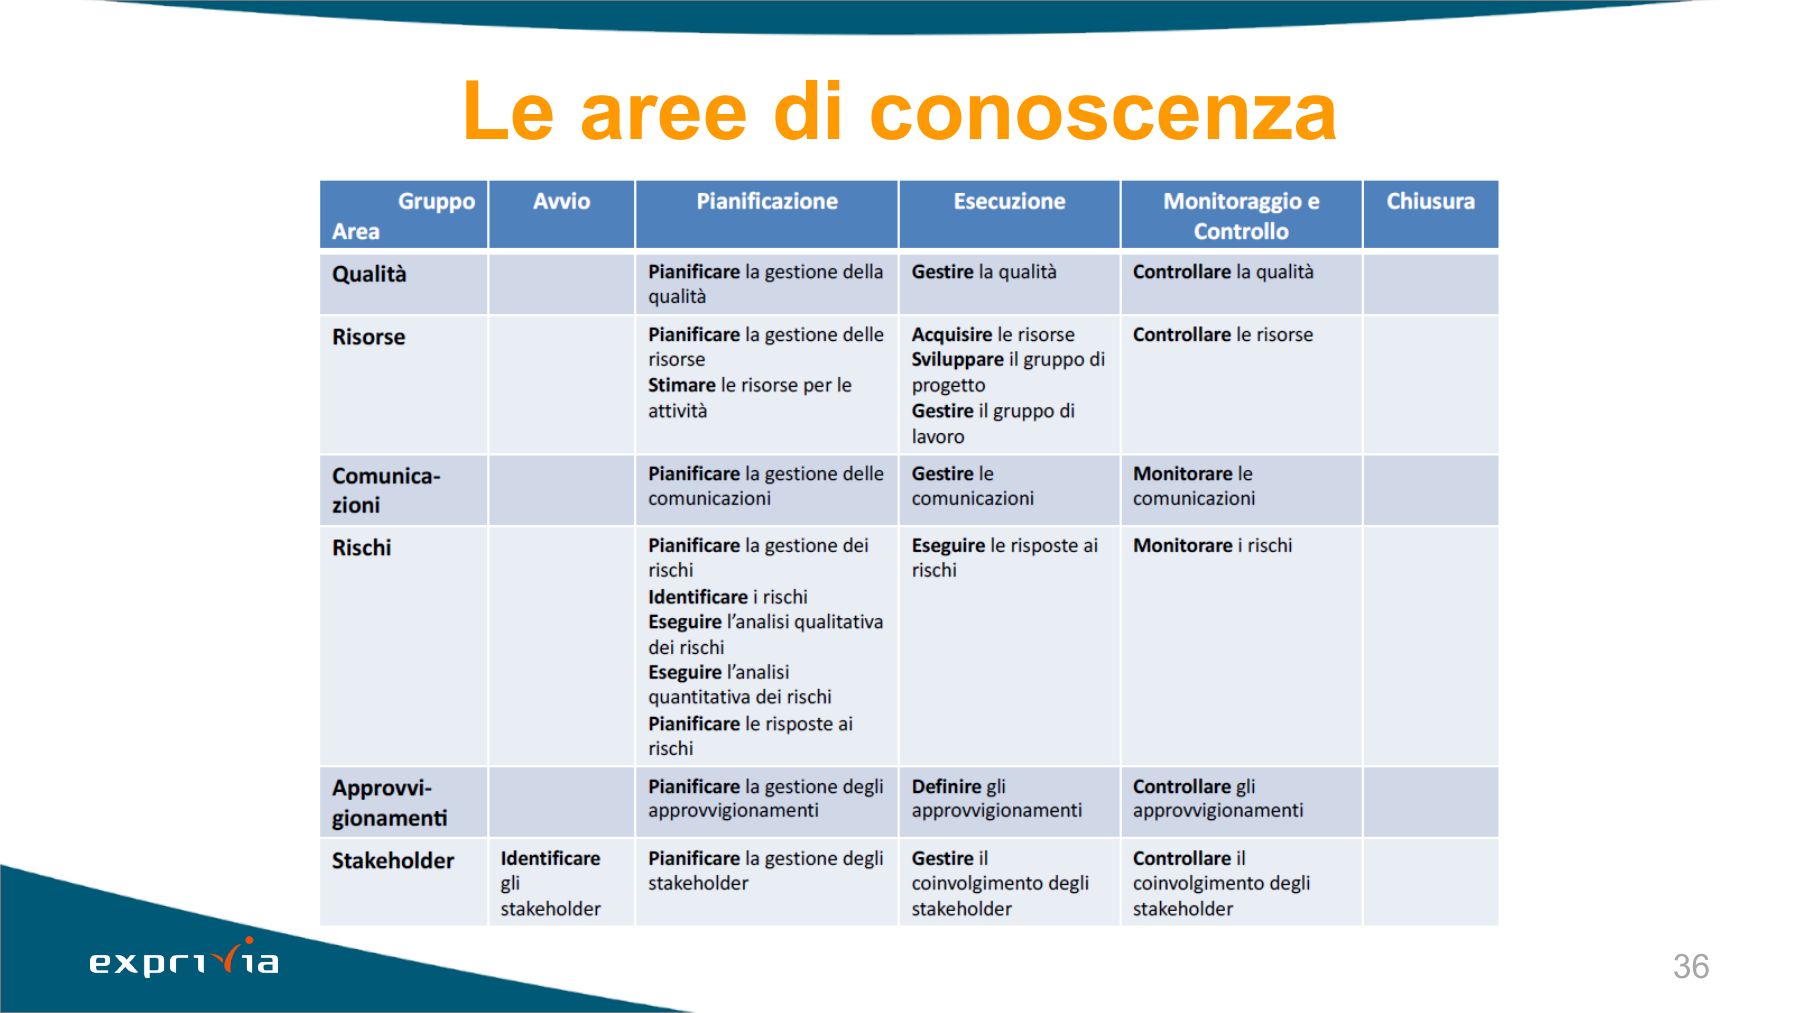 Le aree di conoscenza
Gruppo
Area
Avvio
Pianificazione
Esecuzione
Monitoraggio e
Controllo
Chiusura
Qualità
Pianificare la gestione della
qualità
Gestire la qualità
Controllare la qualità
Risorse
Pianificare la gestione delle
risorse
Stimare le risorse per le
attività
Acquisire le risorse
Sviluppare il gruppo di
progetto
Gestire il gruppo di
lavoro
Controllare le risorse
Comunica-
zioni
Pianificare la gestione delle
comunicazioni
Gestire le
comunicazioni
Monitorare le
comunicazioni
Rischi
Pianificare la gestione dei
rischi
Identificare i rischi
Eseguire l’analisi qualitativa
dei rischi
Eseguire l’analisi
quantitativa dei rischi
Pianificare le risposte ai
rischi
Eseguire le risposte ai
rischi
Monitorare i rischi
Approvvi-
gionamenti
Pianificare la gestione degli
approvvigionamenti
Definire gli
approvvigionamenti
Controllare gli
approvvigionamenti
Stakeholder
Identificare
gli
stakeholder
Pianificare la gestione degli
stakeholder
Gestire il
coinvolgimento degli
stakeholder
Controllare il
coinvolgimento degli
stakeholder
exprivia
36